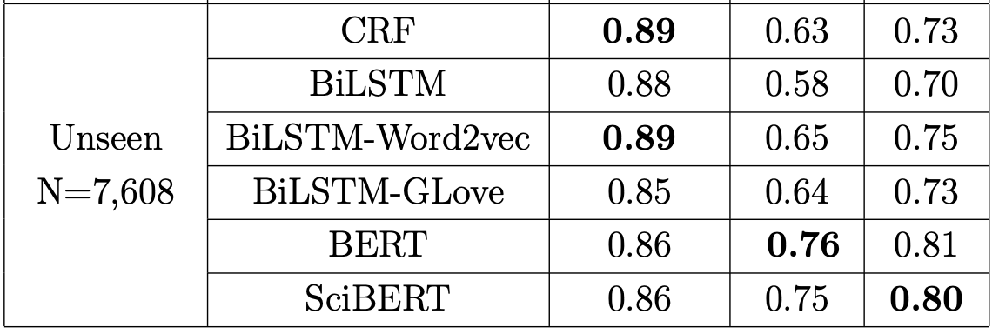 CRF 0.89 0.63 0.73
BiLSTM 0.88 0.58 0.70
Unseen BiLSTM-Word2vec 0.89 0.65 0.75
N=7,608 BiLSTM-GLove 0.85 0.64 0.73
BERT 0.86 0.76 0.81
SciBERT 0.86 0.75 0.80